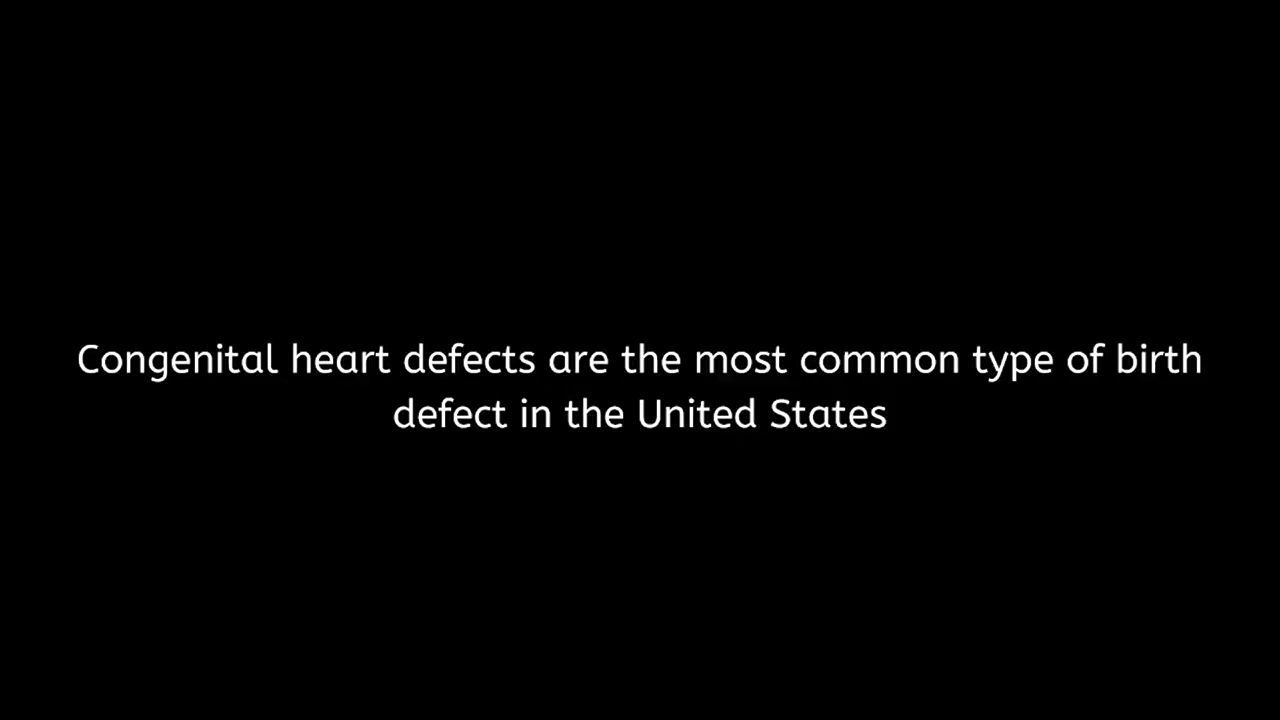 Congenital heart defects are the most common type of birth
defect in the United States